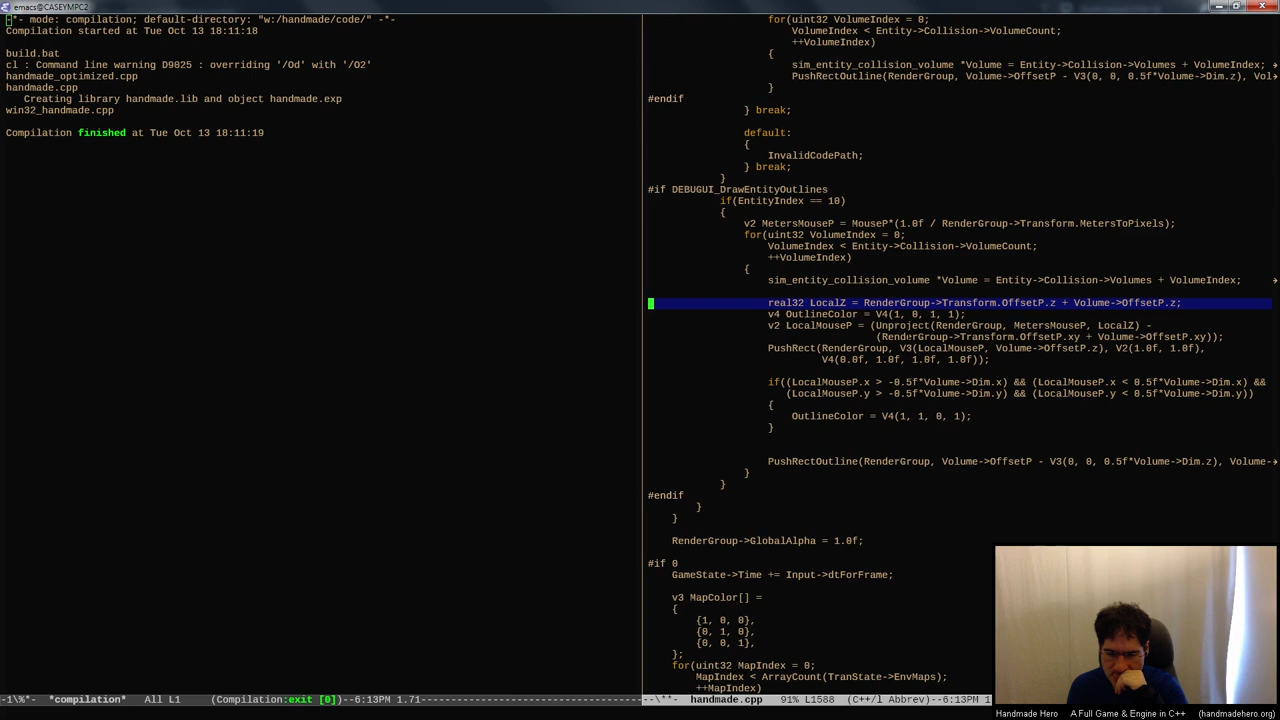 emacs@CASEYMPC2
-*- mode: compilation; default-directory: "w:/handmade/code/" -*-
Compilation started at Tue Oct 13 18:11:18
build.bat
cl : Command line warning D9025 : overriding '/Od' with '/O2'
handmade_optimized.cpp
handmade.cpp
   Creating library handmade.lib and object handmade.exp
win32_handmade.cpp
Compilation finished at Tue Oct 13 18:11:19
-1\%*-  *compilation*   All L1     (Compilation:exit [0])--6:13PM 1.71
for(uint32 VolumeIndex = 0;
    VolumeIndex < Entity->Collision->VolumeCount;
    ++VolumeIndex)
{
    sim_entity_collision_volume *Volume = Entity->Collision->Volumes + VolumeIndex;
    PushRectOutline(RenderGroup, Volume->OffsetP - V3(0, 0, 0.5f*Volume->Dim.z), Vol
}
#endif
} break;
default:
{
    InvalidCodePath;
} break;
}
#if DEBUGUI_DrawEntityOutlines
if(EntityIndex == 10)
{
    v2 MetersMouseP = MouseP*(1.0f / RenderGroup->Transform.MetersToPixels);
    for(uint32 VolumeIndex = 0;
        VolumeIndex < Entity->Collision->VolumeCount;
        ++VolumeIndex)
    {
        sim_entity_collision_volume *Volume = Entity->Collision->Volumes + VolumeIndex;
        real32 LocalZ = RenderGroup->Transform.OffsetP.z + Volume->OffsetP.z;
        v4 OutlineColor = V4(1, 0, 1, 1);
        v2 LocalMouseP = (Unproject(RenderGroup, MetersMouseP, LocalZ) -
                          (RenderGroup->Transform.OffsetP.xy + Volume->OffsetP.xy));
        PushRect(RenderGroup, V3(LocalMouseP, Volume->OffsetP.z), V2(1.0f, 1.0f),
                 V4(0.0f, 1.0f, 1.0f, 1.0f));
        if((LocalMouseP.x > -0.5f*Volume->Dim.x) && (LocalMouseP.x < 0.5f*Volume->Dim.x) &&
           (LocalMouseP.y > -0.5f*Volume->Dim.y) && (LocalMouseP.y < 0.5f*Volume->Dim.y))
        {
            OutlineColor = V4(1, 1, 0, 1);
        }
        PushRectOutline(RenderGroup, Volume->OffsetP - V3(0, 0, 0.5f*Volume->Dim.z), Volume-
    }
}
#endif
}
}
RenderGroup->GlobalAlpha = 1.0f;
#if 0
GameState->Time += Input->dtForFrame;
v3 MapColor[] =
{
    {1, 0, 0},
    {0, 1, 0},
    {0, 0, 1},
};
for(uint32 MapIndex = 0;
    MapIndex < ArrayCount(TranState->EnvMaps);
    ++MapIndex)
--\**-  handmade.cpp   91% L1588  (C++/l Abbrev)--6:13PM 1
Handmade Hero   A Full Game & Engine in C++   (handmadehero.org)